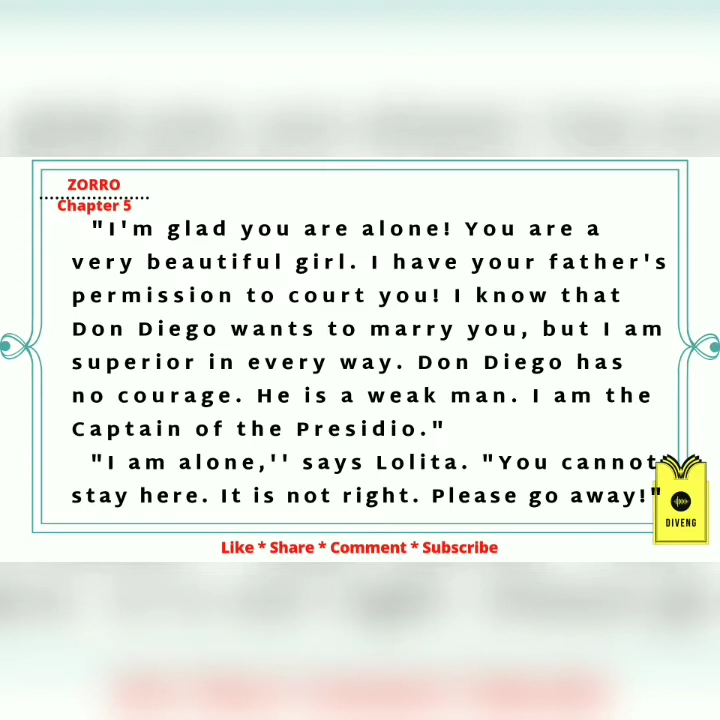 ZORRO
Chapter 5
"I'm glad you are alone! You are a
very beautiful girl. I have your father's
permission to court you! I know that
Don Diego wants to marry you, but I am
superior in every way. Don Diego has
no courage. He is a weak man. I am the
Captain of the Presidio."
"I am alone,'' says Lolita. "You cannot
stay here. It is not right. Please go away!"
DIVENG
Like * Share * Comment * Subscribe